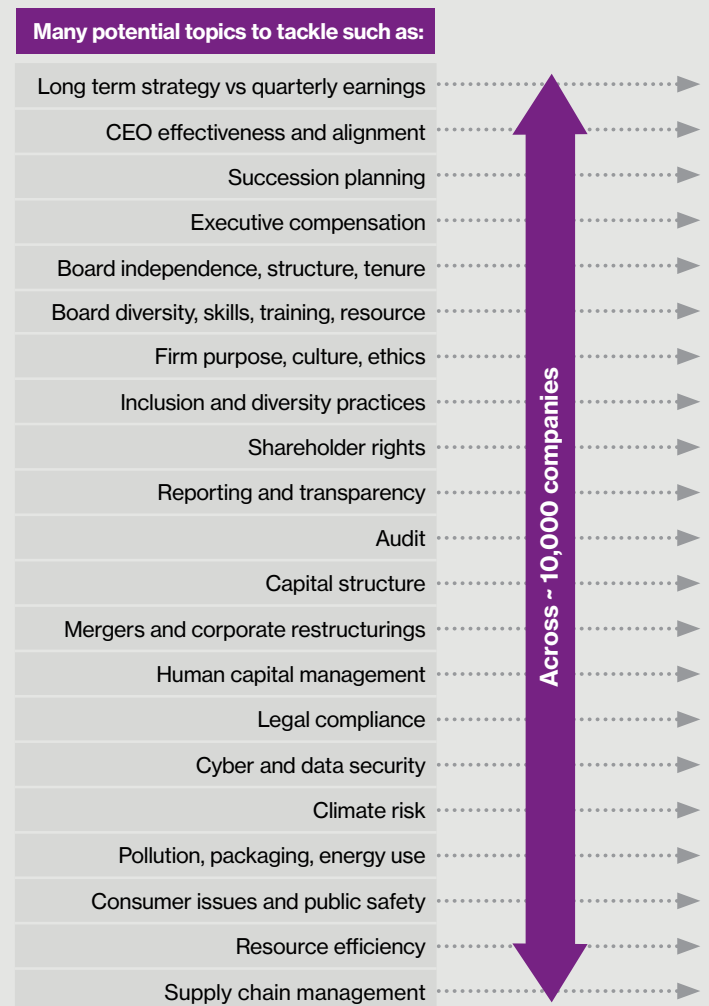 Many potential topics to tackle such as:
Long term strategy vs quarterly earnings
CEO effectiveness and alignment
Succession planning
Executive compensation
Board independence, structure, tenure
Board diversity, skills, training, resource
Firm purpose, culture, ethics
Inclusion and diversity practices
Shareholder rights
Reporting and transparency
Audit
Capital structure
Mergers and corporate restructurings
Human capital management
Legal compliance
Cyber and data security
Climate risk
Pollution, packaging, energy use
Consumer issues and public safety
Resource efficiency
Supply chain management
Across ~ 10,000 companies